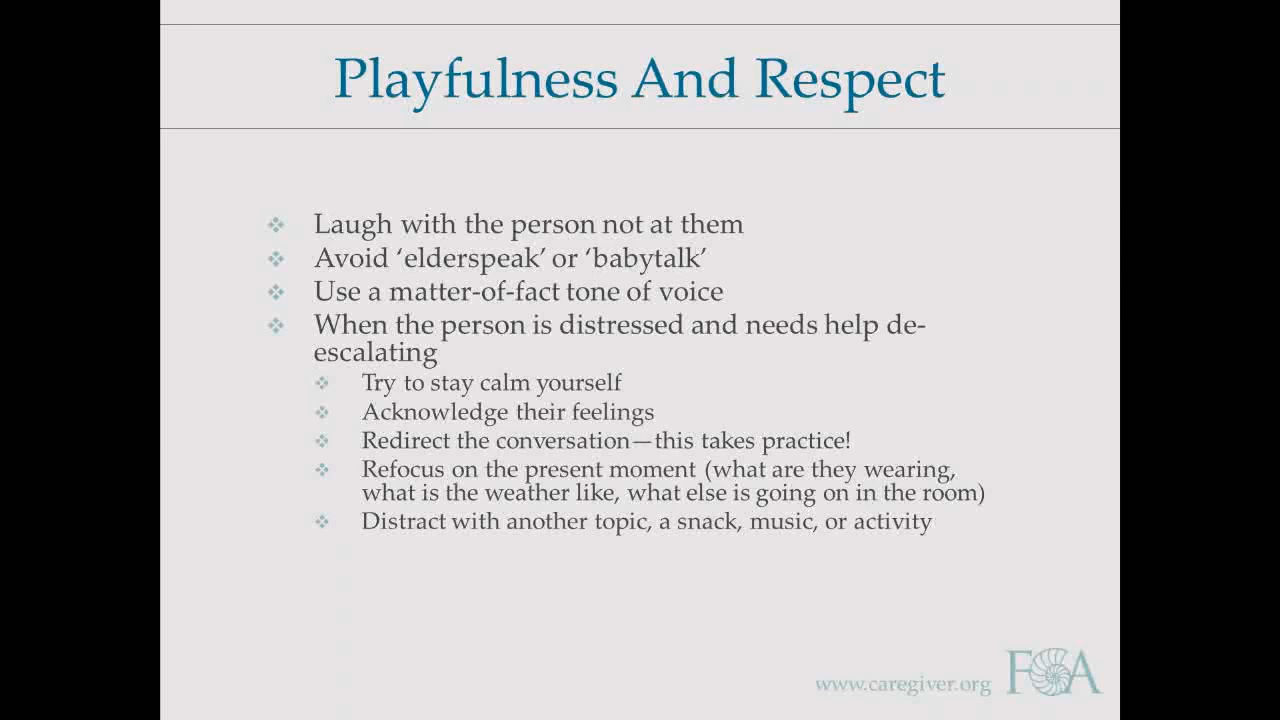 Playfulness And Respect
Laugh with the person not at them
Avoid ‘elderspeak’ or ‘babytalk’
Use a matter-of-fact tone of voice
When the person is distressed and needs help de-
escalating
Try to stay calm yourself
Acknowledge their feelings
Redirect the conversation—this takes practice!
Refocus on the present moment (what are they wearing,
what is the weather like, what else is going on in the room)
Distract with another topic, a snack, music, or activity
www.caregiver.org FCA